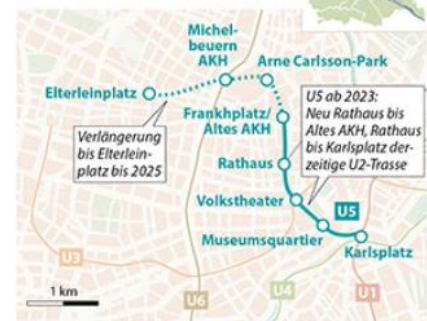 Michel-
beuern
AKH
Arne Carlsson-Park
Elterleinplatz
U5 ab 2023:
Neu Rathaus bis
Altes AKH, Rathaus
bis Karlsplatz der-
zeitige U2-Trasse
Frankhplatz/
Altes AKH
Verlängerung
bis Elterlein-
platz bis 2025
Rathaus
Volkstheater
U5
Museumsquartier
Karlsplatz
U3
1 km
U6
U4
U1